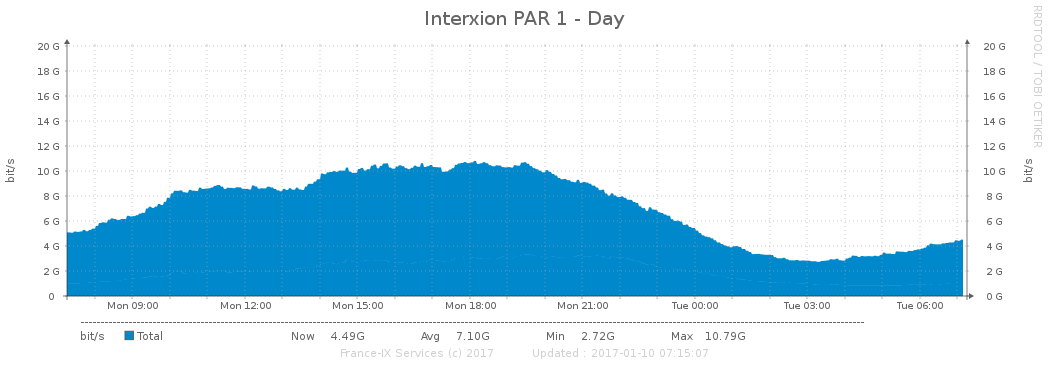 Interxion PAR 1 - Day
RRDTOOL / TOBI OETIKER
bit/s
20 G
18 G
16 G
14 G
12 G
10 G
8 G
6 G
4 G
2 G
0
20 G
18 G
16 G
14 G
12 G
10 G
8 G
6 G
4 G
2 G
0 G
bit/s
Mon 09:00 Mon 12:00 Mon 15:00 Mon 18:00 Mon 21:00 Tue 00:00 Tue 03:00 Tue 06:00
bit/s Total Now 4.49G Avg 7.10G Min 2.72G Max 10.79G
France-IX Services (c) 2017 Updated : 2017-01-10 07:15:07